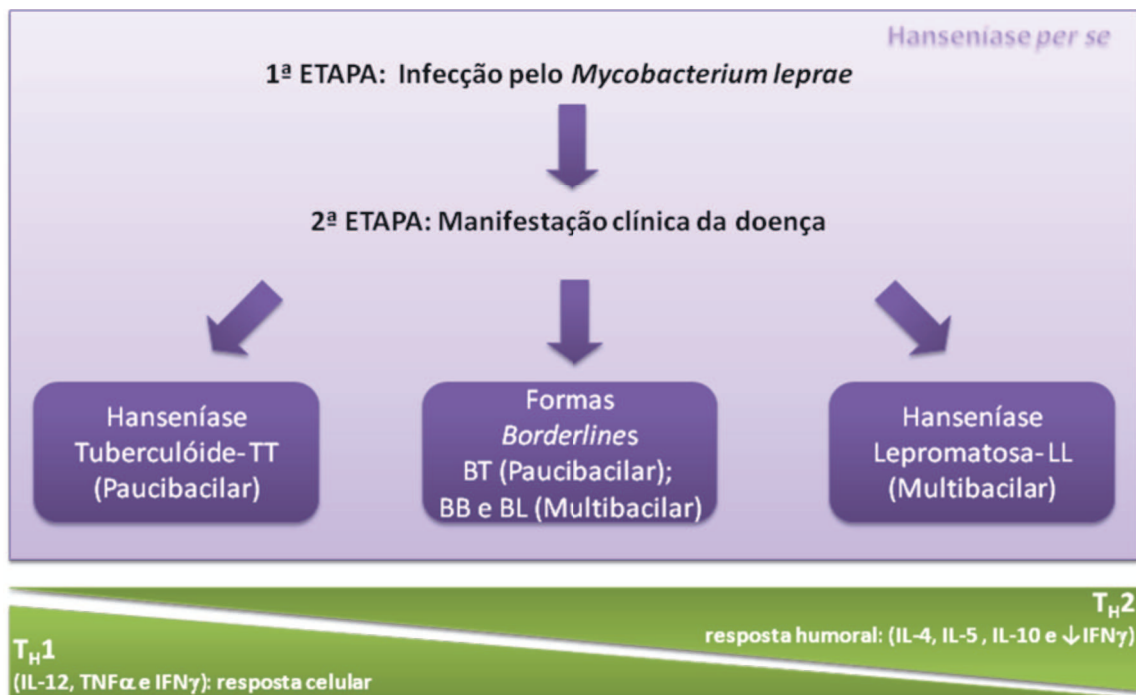 Hanseníase per se
1ª ETAPA: Infecção pelo Mycobacterium leprae
2ª ETAPA: Manifestação clínica da doença
Hanseníase
Tuberculóide-TT
(Paucibacilar)
Formas
Borderlines
BT (Paucibacilar);
BB e BL (Multibacilar)
Hanseníase
Lepromatosa-LL
(Multibacilar)
TH2
resposta humoral: (IL-4, IL-5 , IL-10 e ↓IFNγ)
TH1
(IL-12, TNFα e IFNγ): resposta celular